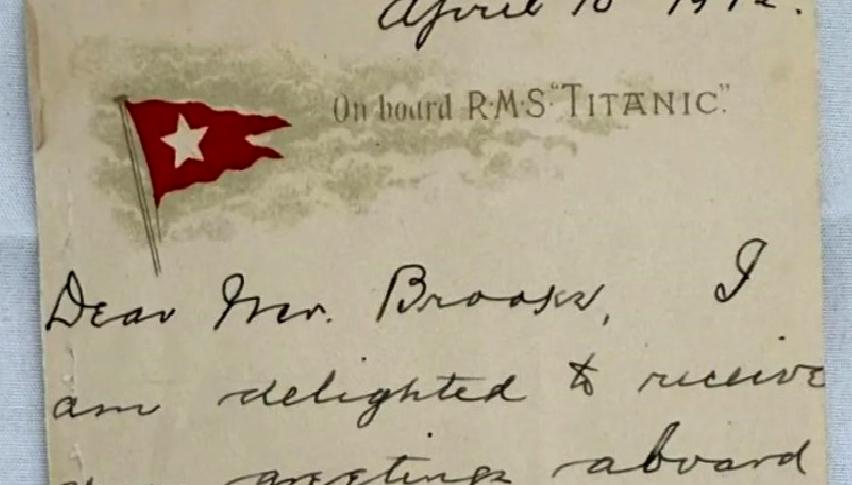 April 10 1912.
On board R·M·S "TITANIC".
Dear Mr. Brooks, I
am delighted to receive
greetings aboard